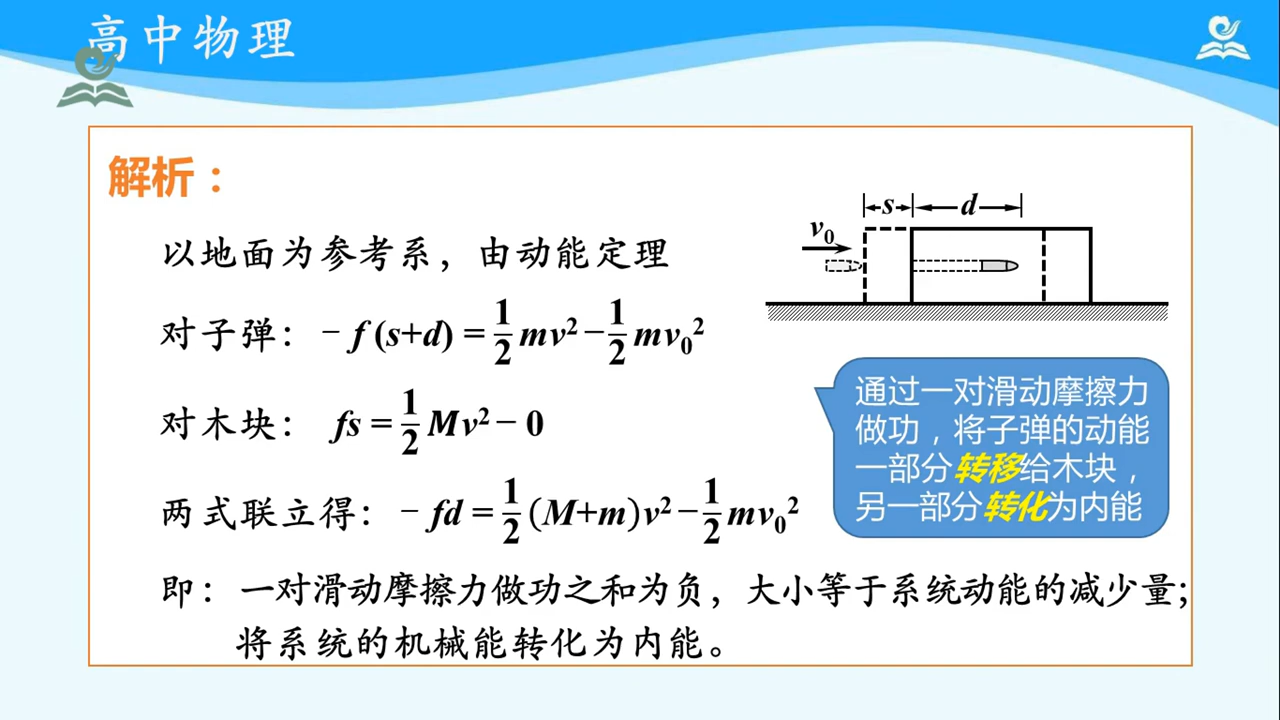 高中物理
解析：
s
d
v₀
以地面为参考系，由动能定理
对子弹：－f (s+d) = 1/2 mv² − 1/2 mv₀²
对木块： fs = 1/2 Mv² − 0
两式联立得：－fd = 1/2 (M+m)v² − 1/2 mv₀²
通过一对滑动摩擦力
做功，将子弹的动能
一部分转移给木块，
另一部分转化为内能
即：一对滑动摩擦力做功之和为负，大小等于系统动能的减少量;
将系统的机械能转化为内能。